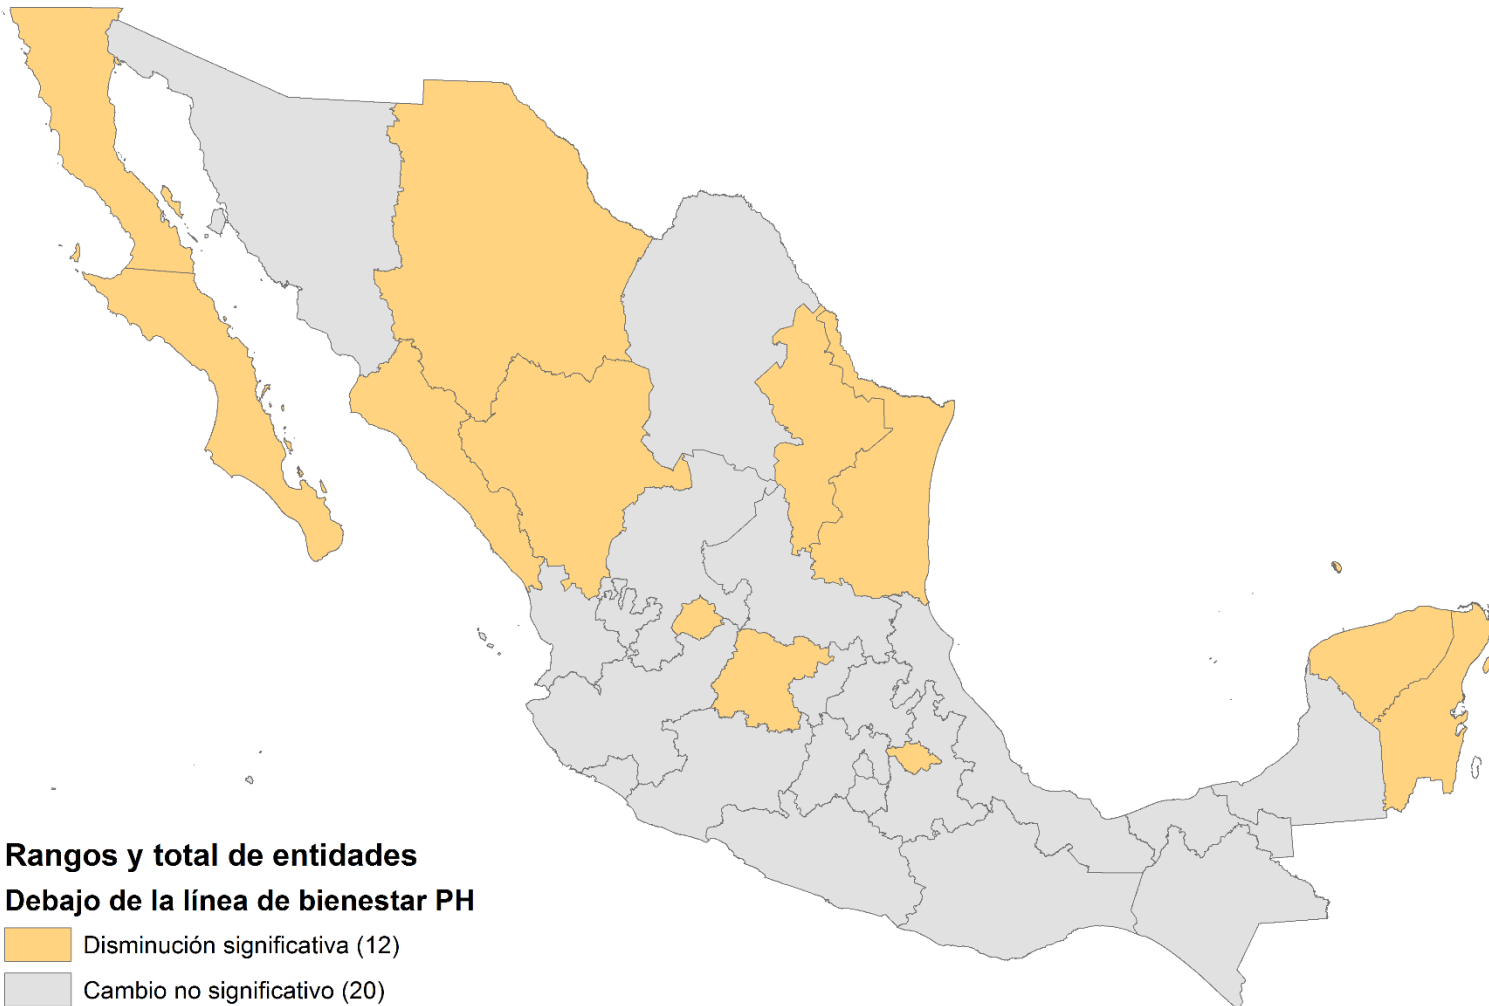 Rangos y total de entidades
Debajo de la línea de bienestar PH
Disminución significativa (12)
Cambio no significativo (20)